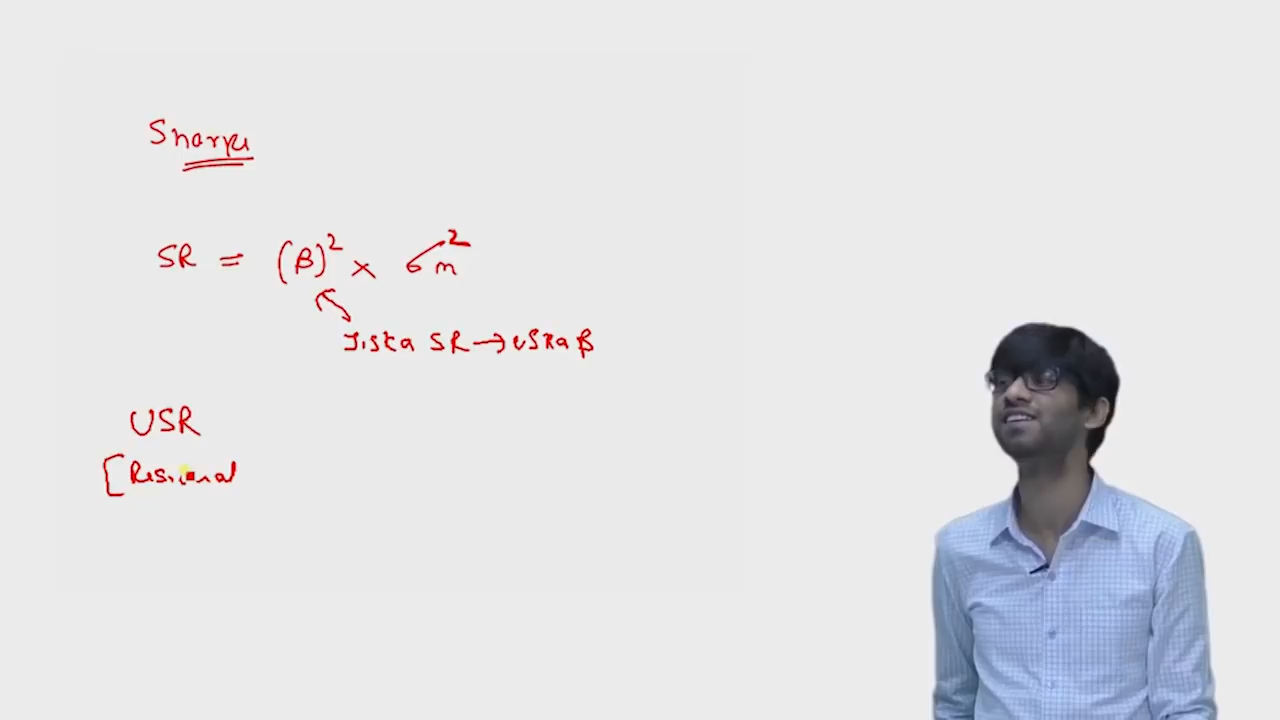 Sharpe
SR = (β)² × σm²
Jiska SR → uska β
USR
[Residual